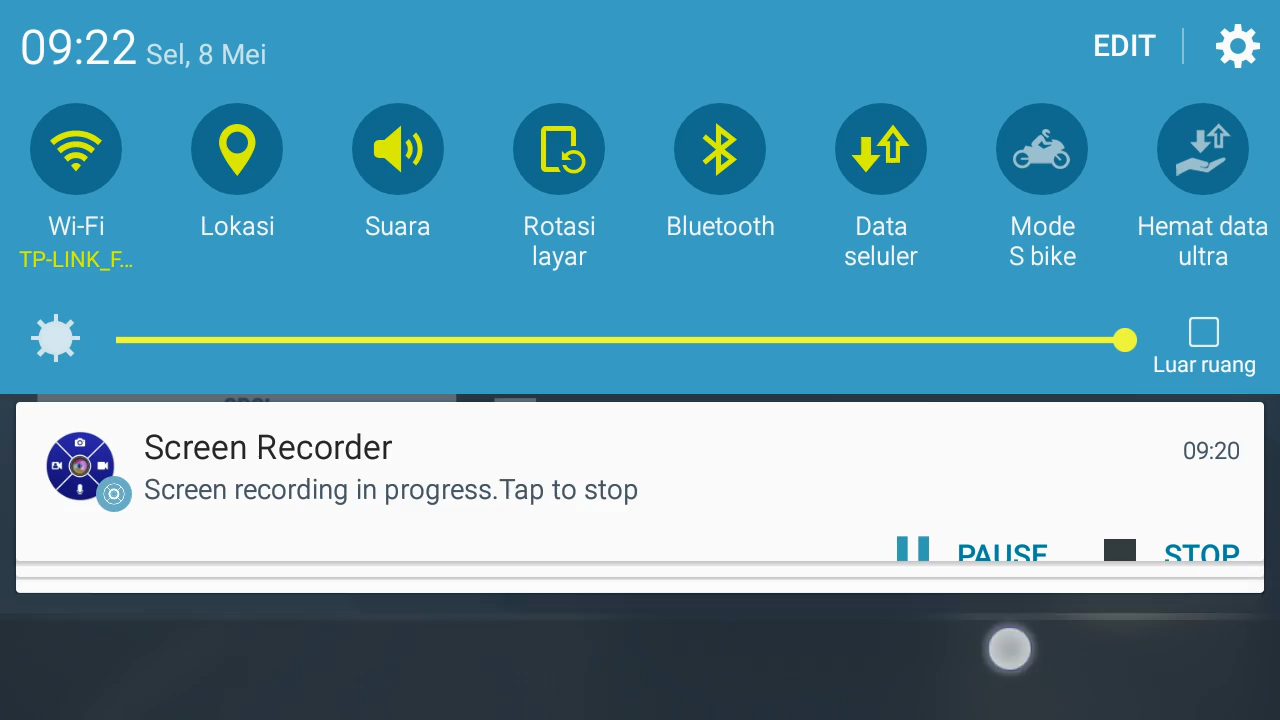 09:22 Sel, 8 Mei
EDIT
Wi-Fi
TP-LINK_F...
Lokasi
Suara
Rotasi
layar
Bluetooth
Data
seluler
Mode
S bike
Hemat data
ultra
Luar ruang
Screen Recorder
09:20
Screen recording in progress.Tap to stop
PAUSE
STOP